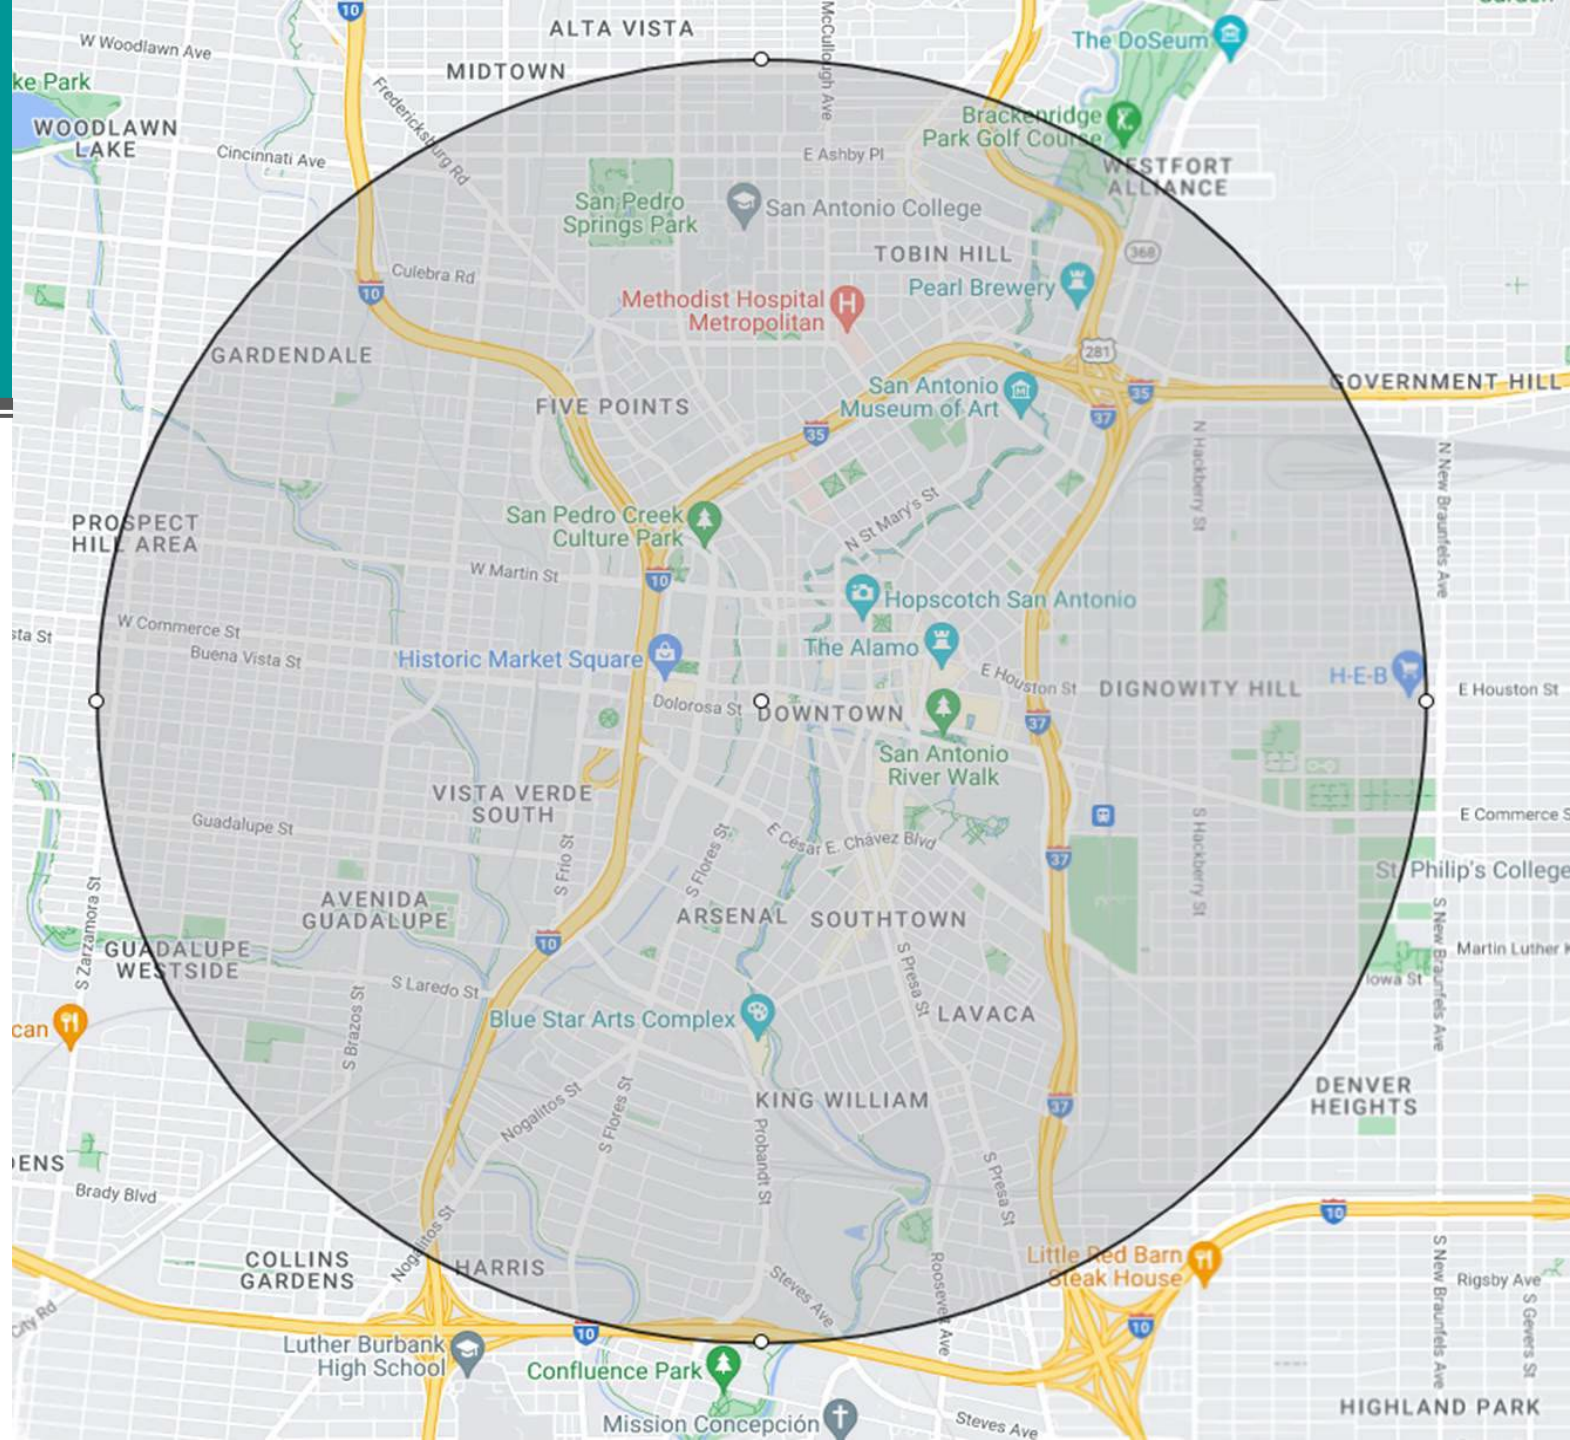 10
ALTA VISTA
McCullough Ave
The DoSeum
W Woodlawn Ave
MIDTOWN
ke Park
Fredericksburg Rd
Brackenridge
Park Golf Course
WOODLAWN
LAKE
Cincinnati Ave
E Ashby Pl
WESTFORT
ALLIANCE
San Pedro
Springs Park
San Antonio College
TOBIN HILL
368
Culebra Rd
10
Pearl Brewery
Methodist Hospital
Metropolitan
H
GARDENDALE
281
GOVERNMENT HILL
San Antonio
Museum of Art
35
37
FIVE POINTS
35
N Hackberry St
N New Braunfels Ave
PROSPECT
HILL AREA
San Pedro Creek
Culture Park
N St Mary's St
W Martin St
10
Hopscotch San Antonio
W Commerce St
sta St
Buena Vista St
Historic Market Square
The Alamo
E Houston St
DIGNOWITY HILL
H-E-B
E Houston St
Dolorosa St
DOWNTOWN
37
San Antonio
River Walk
VISTA VERDE
SOUTH
Guadalupe St
E César E. Chávez Blvd
E Commerce S
S Frio St
S Flores St
37
S Hackberry St
St. Philip's College
S Zarzamora St
AVENIDA
GUADALUPE
ARSENAL
SOUTHTOWN
S New Braunfels Ave
10
GUADALUPE
WESTSIDE
Martin Luther K
S Laredo St
S Presa St
Iowa St
can
S Brazos St
Blue Star Arts Complex
LAVACA
Nogalitos St
S Flores St
KING WILLIAM
37
DENVER
HEIGHTS
Probandt St
DENS
Brady Blvd
S Presa St
10
Nogalitos St
COLLINS
GARDENS
HARRIS
Steves Ave
Roosevelt Ave
Little Red Barn
Steak House
S New Braunfels Ave
Rigsby Ave
S Gevers St
City Rd
10
10
Luther Burbank
High School
Confluence Park
Mission Concepción
Steves Ave
HIGHLAND PARK